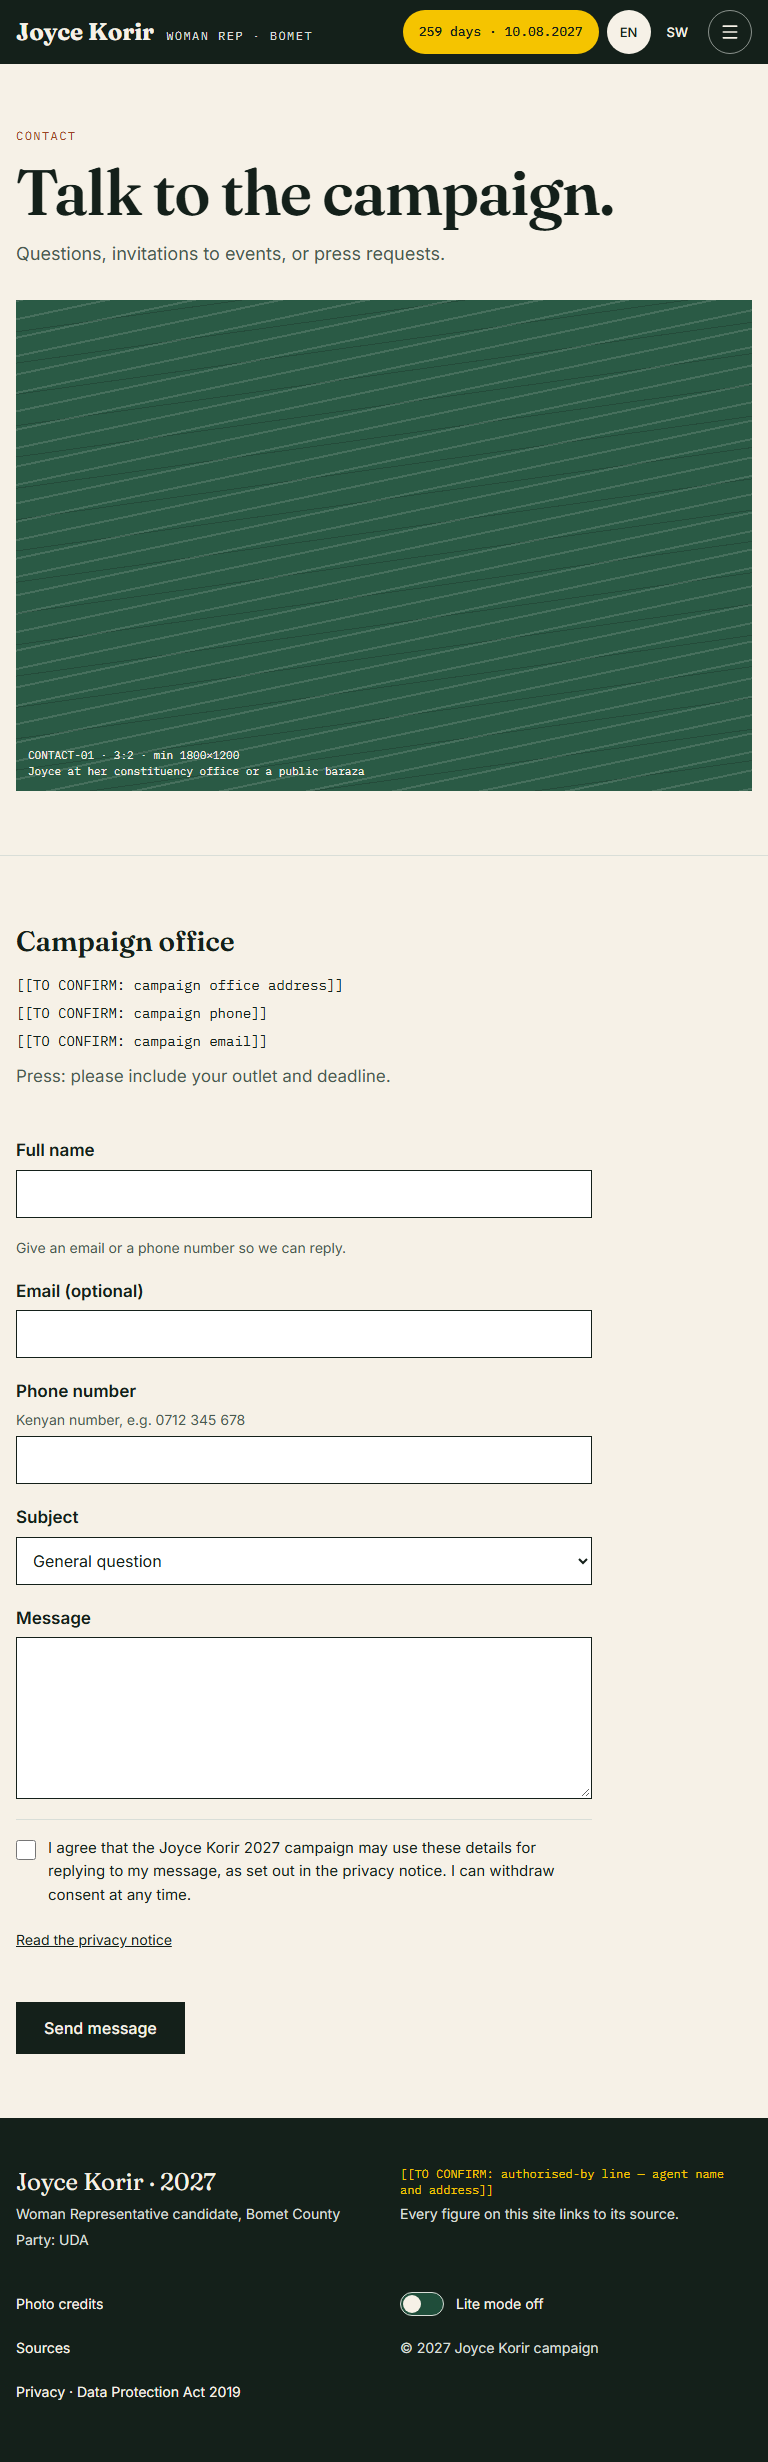 Joyce Korir WOMAN REP · BOMET 259 days · 10.08.2027 EN SW
CONTACT
Talk to the campaign.
Questions, invitations to events, or press requests.
CONTACT-01 · 3:2 · min 1800×1200
Joyce at her constituency office or a public baraza
Campaign office
[[TO CONFIRM: campaign office address]]
[[TO CONFIRM: campaign phone]]
[[TO CONFIRM: campaign email]]
Press: please include your outlet and deadline.
Full name
Give an email or a phone number so we can reply.
Email (optional)
Phone number
Kenyan number, e.g. 0712 345 678
Subject
General question
Message
I agree that the Joyce Korir 2027 campaign may use these details for
replying to my message, as set out in the privacy notice. I can withdraw
consent at any time.
Read the privacy notice
Send message
Joyce Korir · 2027
Woman Representative candidate, Bomet County
Party: UDA
[[TO CONFIRM: authorised-by line — agent name
and address]]
Every figure on this site links to its source.
Photo credits
Sources
Privacy · Data Protection Act 2019
Lite mode off
© 2027 Joyce Korir campaign